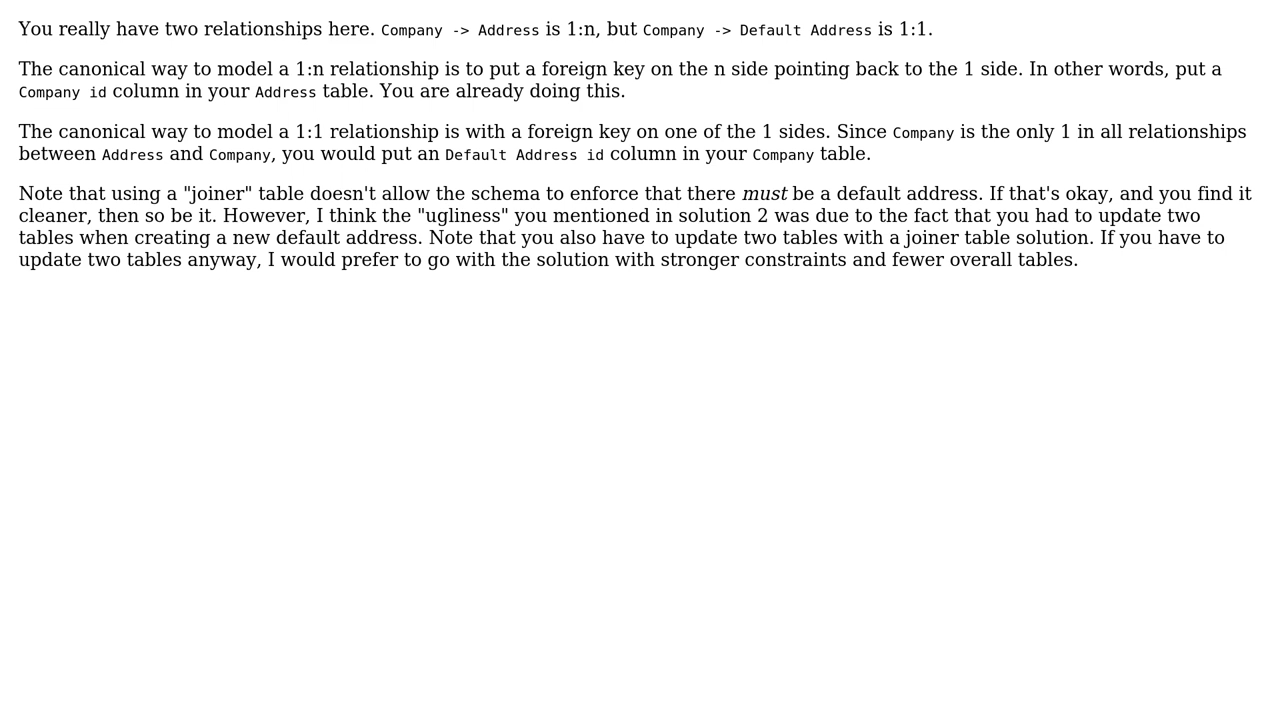 You really have two relationships here. Company -> Address is 1:n, but Company -> Default Address is 1:1.
The canonical way to model a 1:n relationship is to put a foreign key on the n side pointing back to the 1 side. In other words, put a
Company id column in your Address table. You are already doing this.
The canonical way to model a 1:1 relationship is with a foreign key on one of the 1 sides. Since Company is the only 1 in all relationships
between Address and Company, you would put an Default Address id column in your Company table.
Note that using a "joiner" table doesn't allow the schema to enforce that there must be a default address. If that's okay, and you find it
cleaner, then so be it. However, I think the "ugliness" you mentioned in solution 2 was due to the fact that you had to update two
tables when creating a new default address. Note that you also have to update two tables with a joiner table solution. If you have to
update two tables anyway, I would prefer to go with the solution with stronger constraints and fewer overall tables.